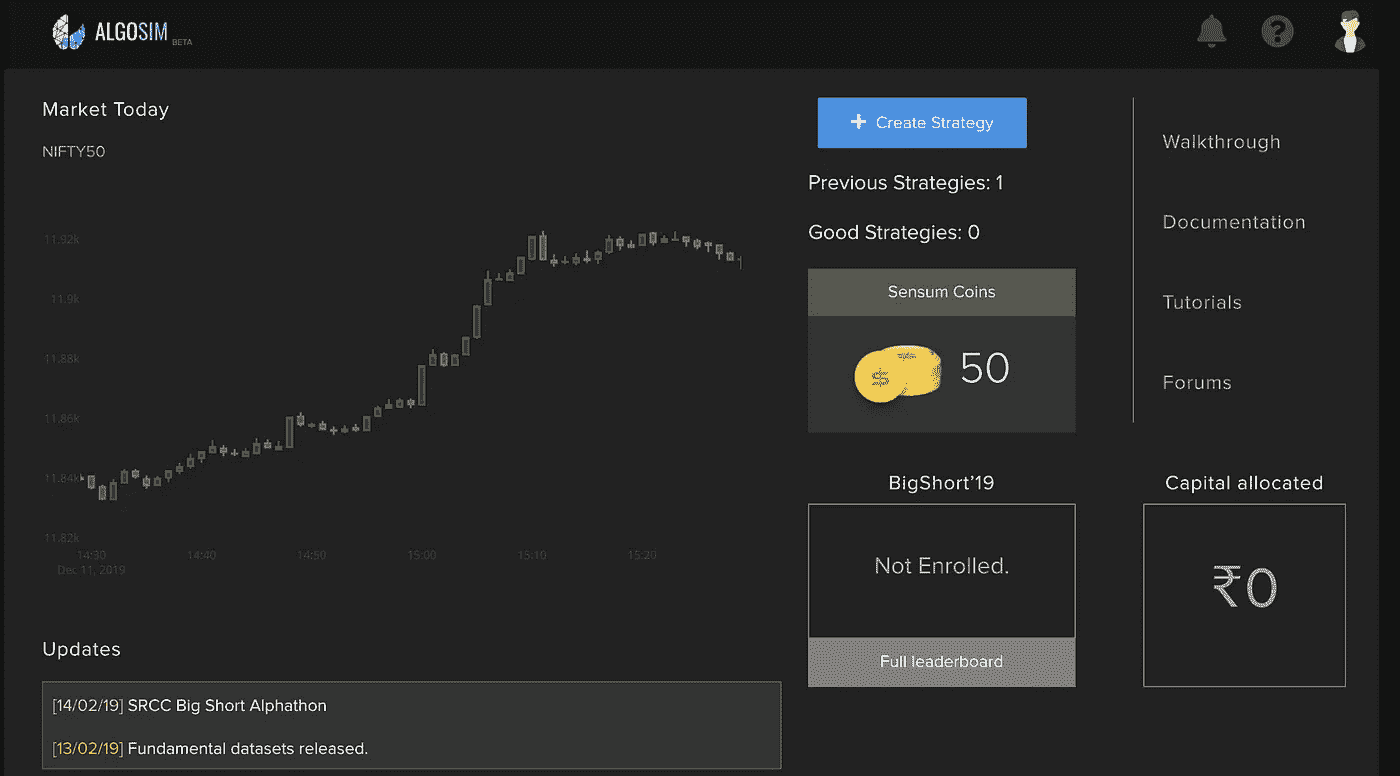 ALGOSIM BETA
Market Today
NIFTY50
11.92k
11.9k
11.88k
11.86k
11.84k
11.82k
14:30 14:40 14:50 15:00 15:10 15:20
Dec 11, 2019
Updates
[14/02/19] SRCC Big Short Alphathon
[13/02/19] Fundamental datasets released.
+ Create Strategy
Previous Strategies: 1
Good Strategies: 0
Sensum Coins
$ 50
BigShort’19
Not Enrolled.
Full leaderboard
Walkthrough
Documentation
Tutorials
Forums
Capital allocated
₹0